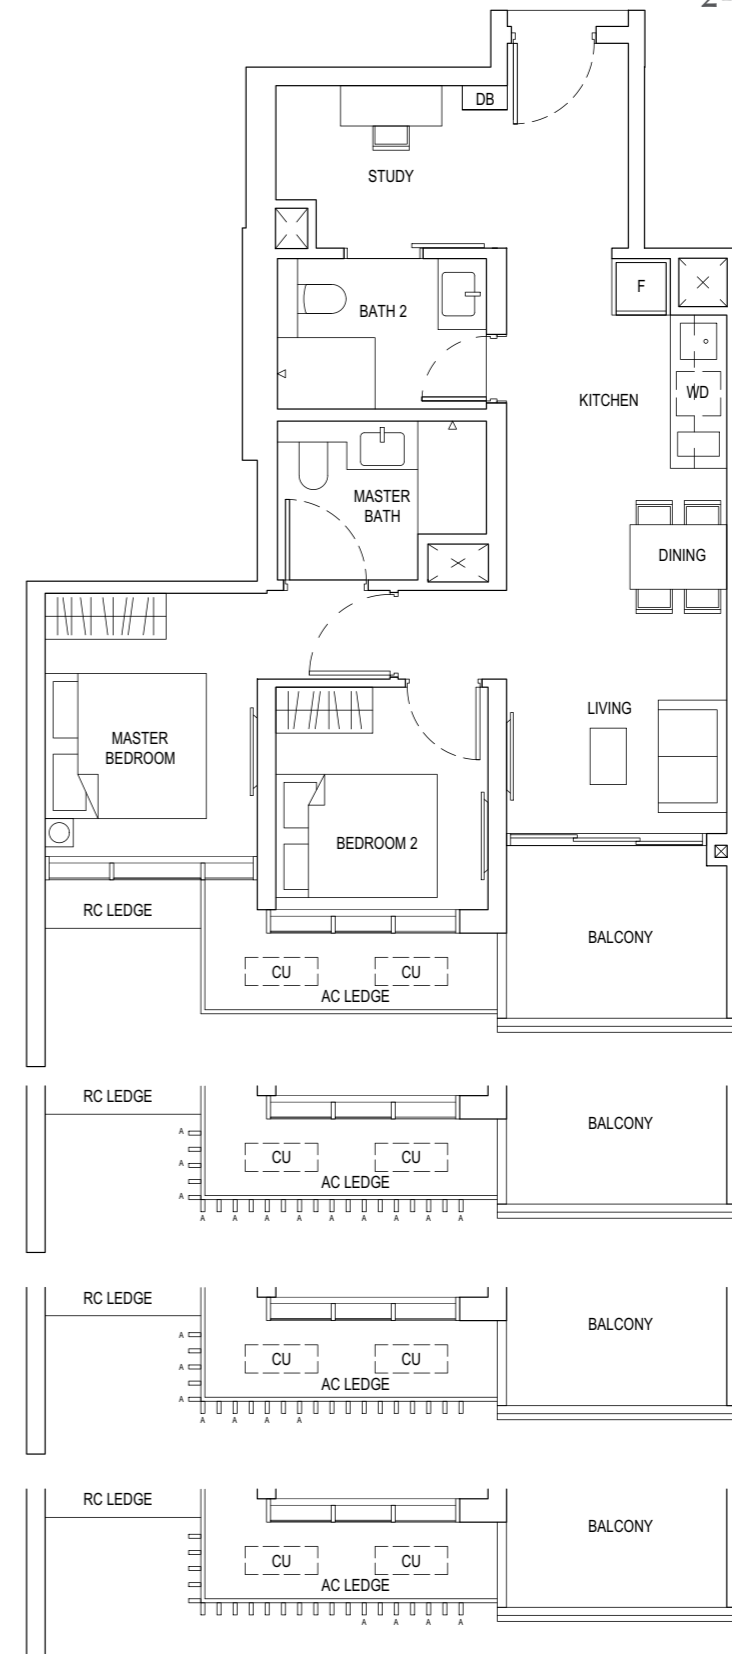 DB
STUDY
F
BATH 2
WD
KITCHEN
MASTER
BATH
DINING
LIVING
MASTER
BEDROOM
BEDROOM 2
RC LEDGE
BALCONY
CU CU
AC LEDGE
RC LEDGE
BALCONY
A
CU CU
A
AC LEDGE
A
A A A A A A A A A
RC LEDGE
BALCONY
A
CU CU
A
AC LEDGE
A
A A A A
RC LEDGE
BALCONY
CU CU
AC LEDGE
A A A A